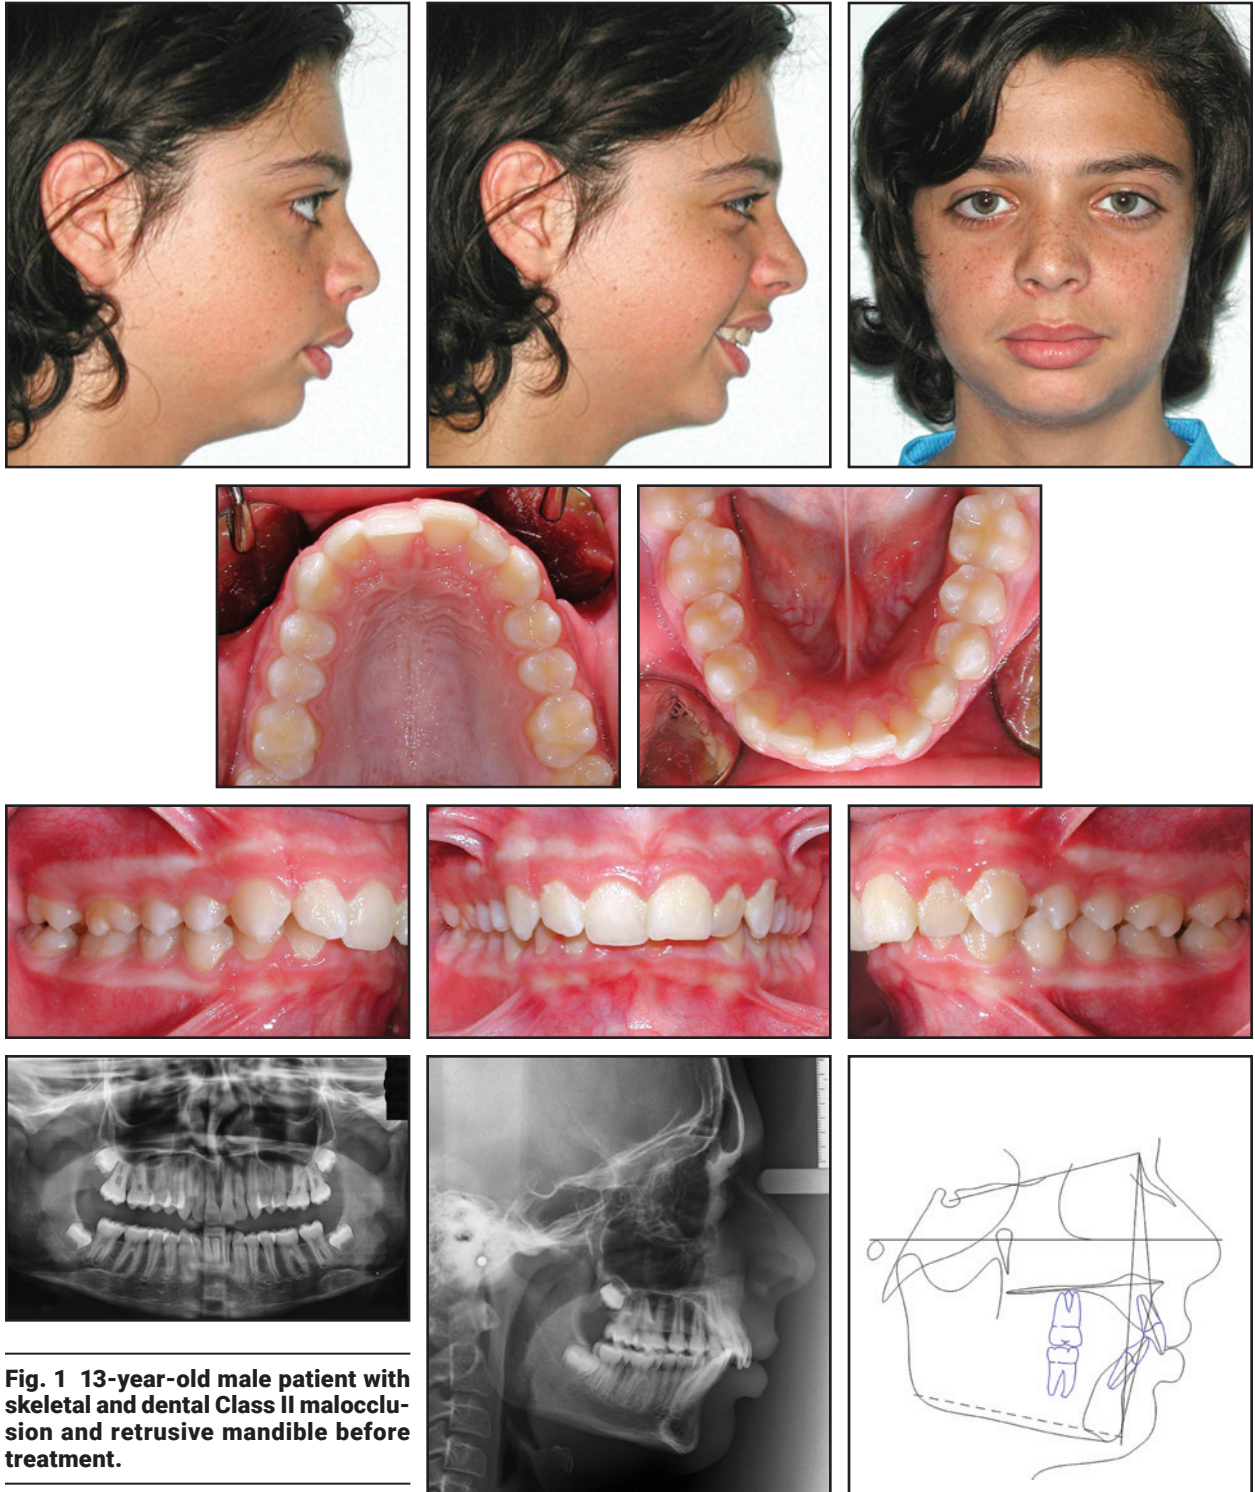 Fig. 1 13-year-old male patient with
skeletal and dental Class II malocclu-
sion and retrusive mandible before
treatment.